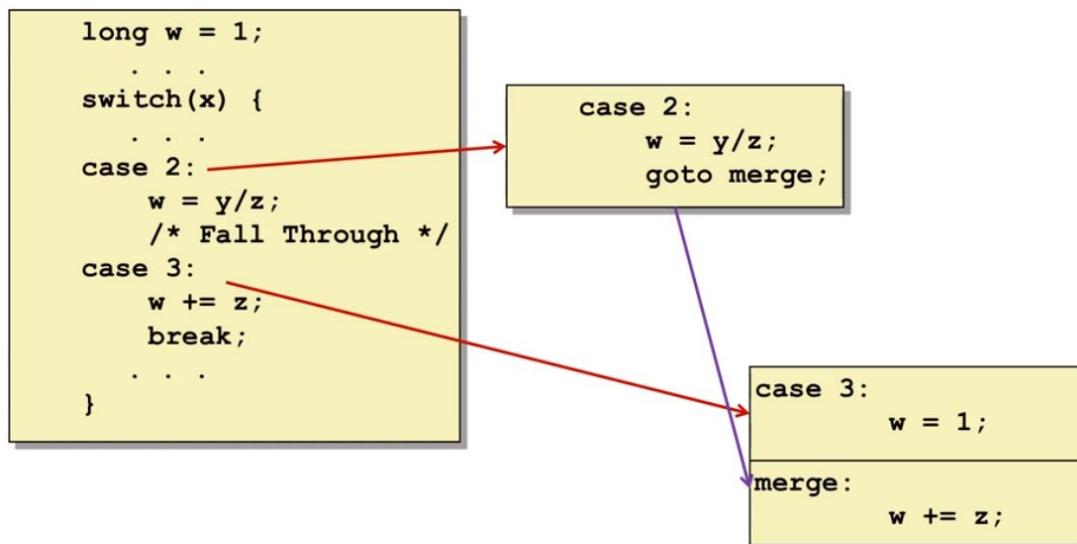 long w = 1;
. . .
switch(x) {
. . .
case 2:
w = y/z;
/* Fall Through */
case 3:
w += z;
break;
. . .
}
case 2:
w = y/z;
goto merge;
case 3:
w = 1;
merge:
w += z;